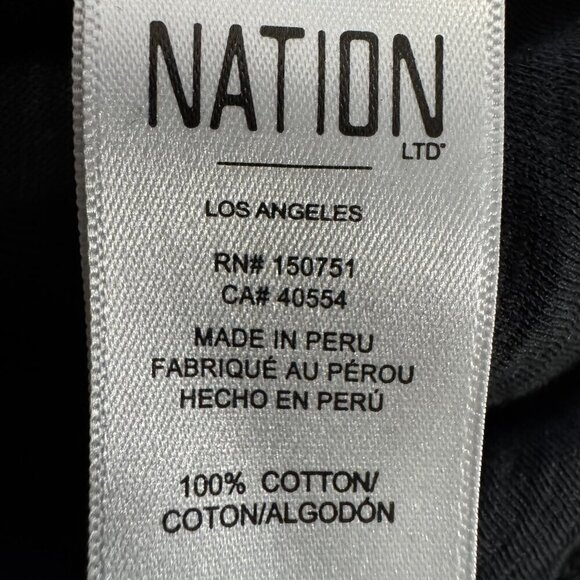 NATION
LTD
LOS ANGELES
RN# 150751
CA# 40554
MADE IN PERU
FABRIQUÉ AU PÉROU
HECHO EN PERÚ
100% COTTON/
COTON/ALGODÓN